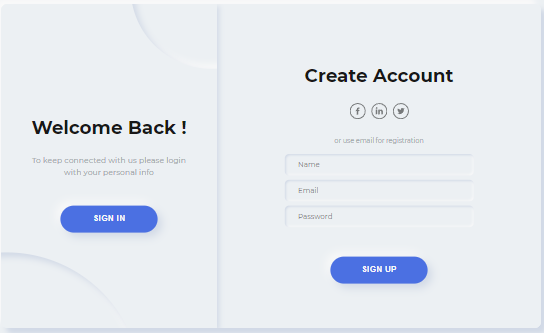 Welcome Back !
To keep connected with us please login
with your personal info
SIGN IN
Create Account
f
in
or use email for registration
Name
Email
Password
SIGN UP